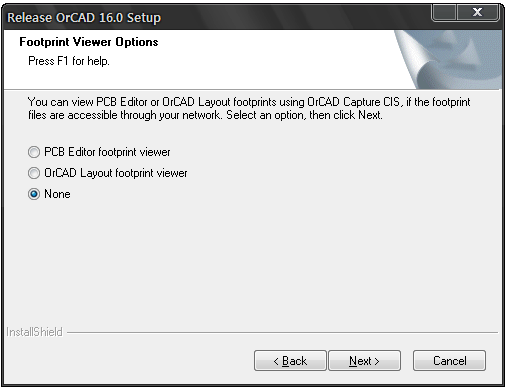 Release OrCAD 16.0 Setup
X
Footprint Viewer Options
Press F1 for help.
You can view PCB Editor or OrCAD Layout footprints using OrCAD Capture CIS, if the footprint
files are accessible through your network. Select an option, then click Next.
PCB Editor footprint viewer
OrCAD Layout footprint viewer
None
InstallShield
< Back
Next >
Cancel